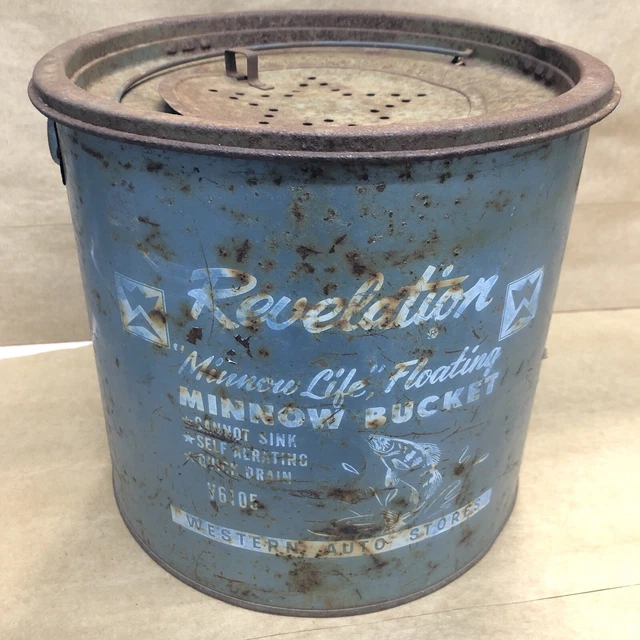 Revelation
®
"Minnow Life," Floating
MINNOW BUCKET
★CANNOT SINK
★SELF AERATING
★QUICK DRAIN
V6105
WESTERN AUTO STORES